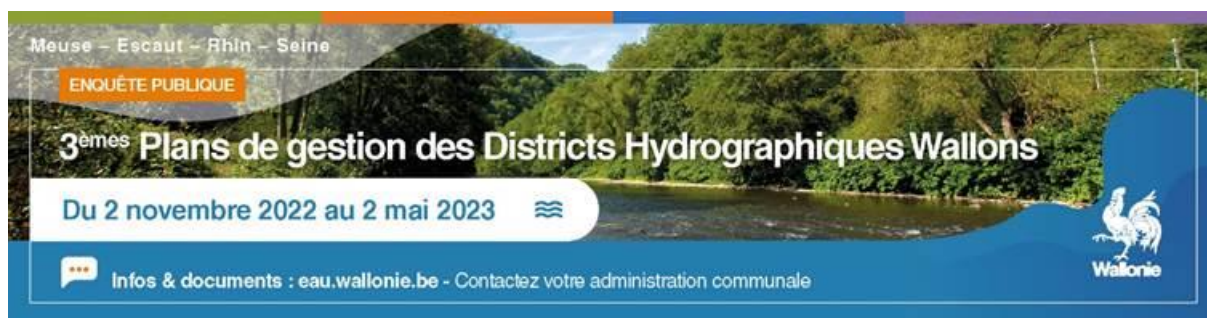 Meuse – Escaut – Rhin – Seine
ENQUÊTE PUBLIQUE
3èmes Plans de gestion des Districts Hydrographiques Wallons
Du 2 novembre 2022 au 2 mai 2023
Infos & documents : eau.wallonie.be - Contactez votre administration communale
Wallonie